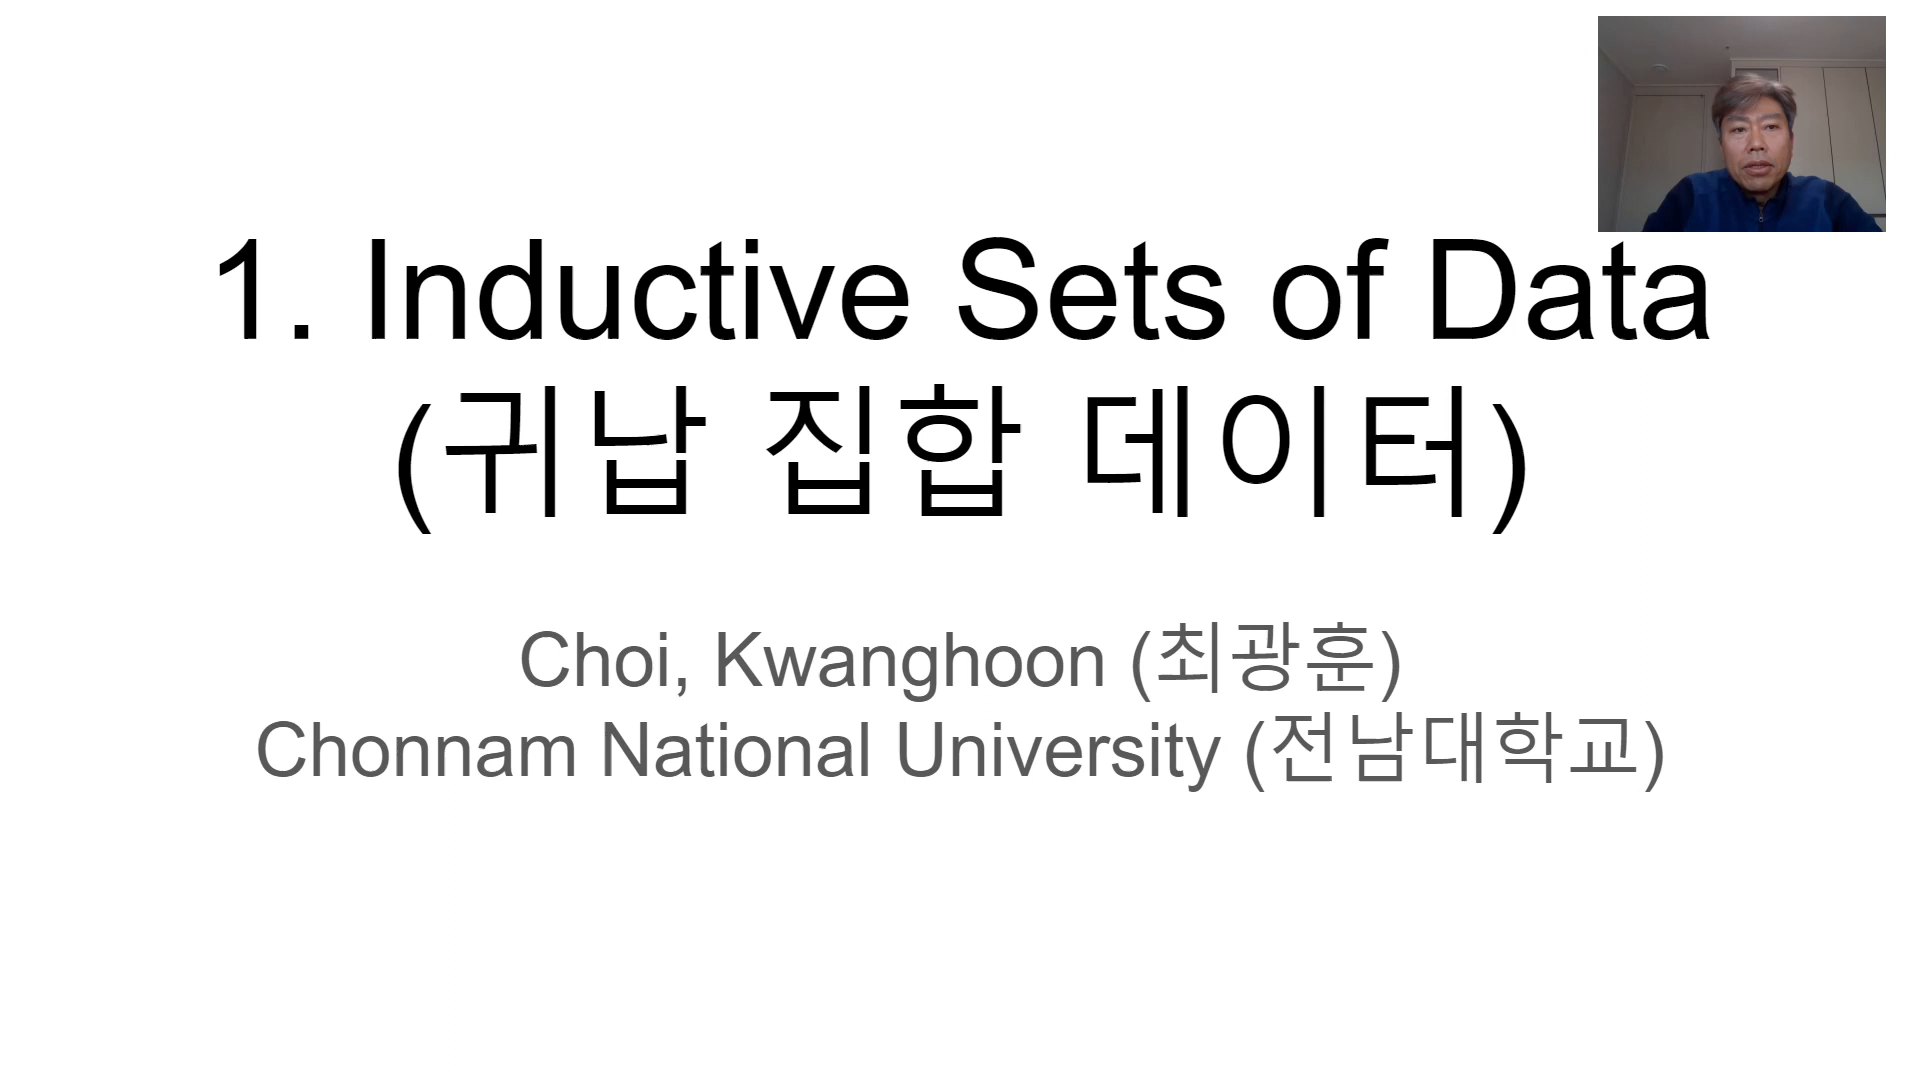 1. Inductive Sets of Data
(귀납 집합 데이터)
Choi, Kwanghoon (최광훈)
Chonnam National University (전남대학교)